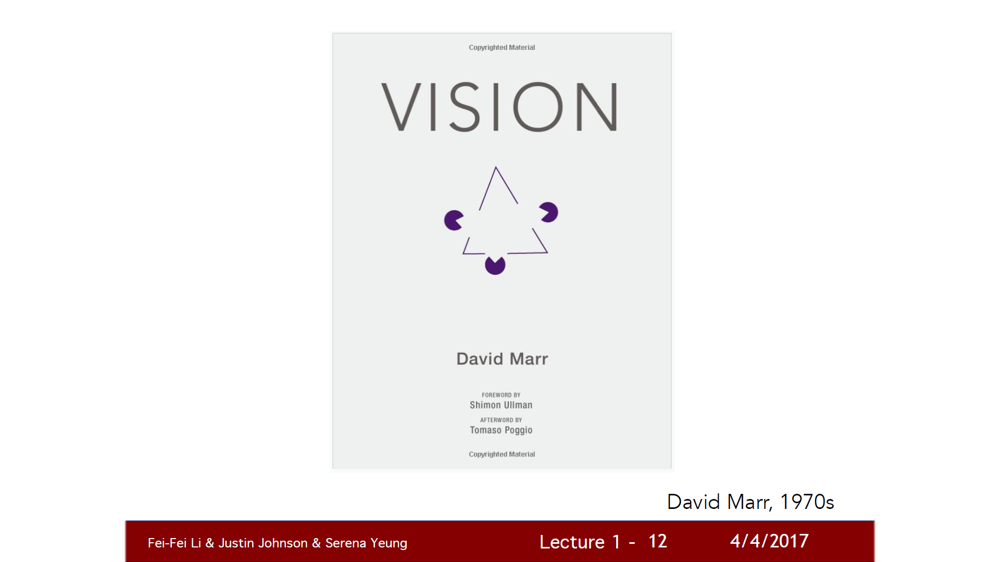 Copyrighted Material
VISION
David Marr
FOREWORD BY
Shimon Ullman
AFTERWORD BY
Tomaso Poggio
Copyrighted Material
David Marr, 1970s
Fei-Fei Li & Justin Johnson & Serena Yeung
Lecture 1 - 12
4/4/2017